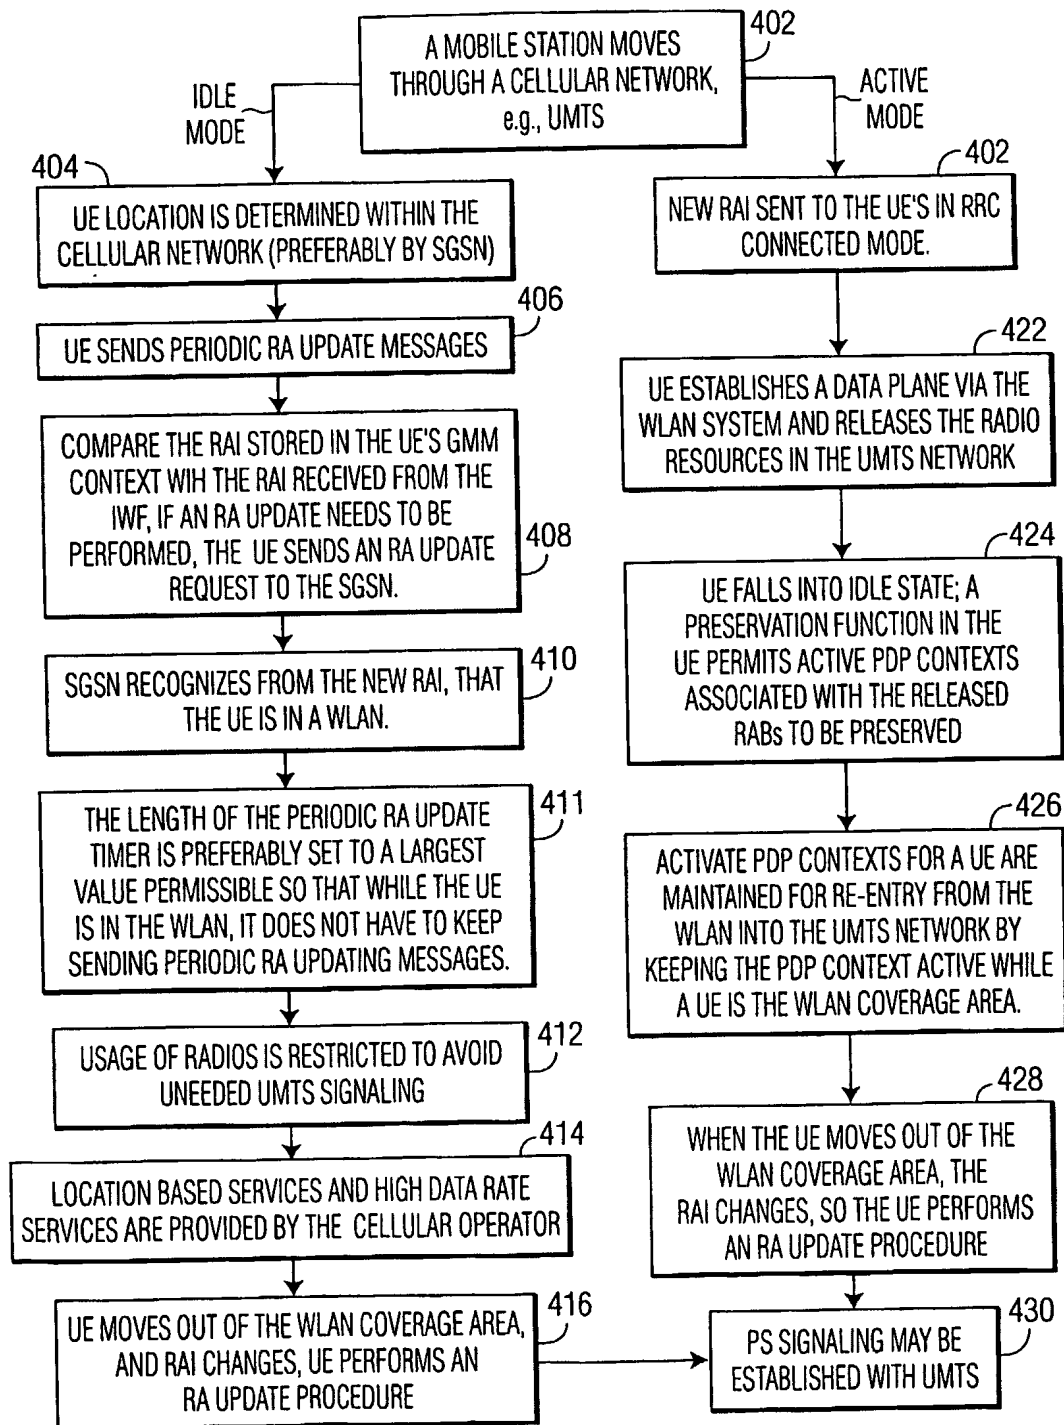 A MOBILE STATION MOVES
THROUGH A CELLULAR NETWORK,
e.g., UMTS
402
IDLE
MODE
ACTIVE
MODE
404
UE LOCATION IS DETERMINED WITHIN THE
CELLULAR NETWORK (PREFERABLY BY SGSN)
406
UE SENDS PERIODIC RA UPDATE MESSAGES
COMPARE THE RAI STORED IN THE UE'S GMM
CONTEXT WIH THE RAI RECEIVED FROM THE
IWF, IF AN RA UPDATE NEEDS TO BE
PERFORMED, THE UE SENDS AN RA UPDATE
REQUEST TO THE SGSN.
408
SGSN RECOGNIZES FROM THE NEW RAI, THAT
THE UE IS IN A WLAN.
410
THE LENGTH OF THE PERIODIC RA UPDATE
TIMER IS PREFERABLY SET TO A LARGEST
VALUE PERMISSIBLE SO THAT WHILE THE UE
IS IN THE WLAN, IT DOES NOT HAVE TO KEEP
SENDING PERIODIC RA UPDATING MESSAGES.
411
USAGE OF RADIOS IS RESTRICTED TO AVOID
UNEEDED UMTS SIGNALING
412
414
LOCATION BASED SERVICES AND HIGH DATA RATE
SERVICES ARE PROVIDED BY THE CELLULAR OPERATOR
UE MOVES OUT OF THE WLAN COVERAGE AREA,
AND RAI CHANGES, UE PERFORMS AN
RA UPDATE PROCEDURE
416
402
NEW RAI SENT TO THE UE'S IN RRC
CONNECTED MODE.
422
UE ESTABLISHES A DATA PLANE VIA THE
WLAN SYSTEM AND RELEASES THE RADIO
RESOURCES IN THE UMTS NETWORK
424
UE FALLS INTO IDLE STATE; A
PRESERVATION FUNCTION IN THE
UE PERMITS ACTIVE PDP CONTEXTS
ASSOCIATED WITH THE RELEASED
RABs TO BE PRESERVED
426
ACTIVATE PDP CONTEXTS FOR A UE ARE
MAINTAINED FOR RE-ENTRY FROM THE
WLAN INTO THE UMTS NETWORK BY
KEEPING THE PDP CONTEXT ACTIVE WHILE
A UE IS THE WLAN COVERAGE AREA.
428
WHEN THE UE MOVES OUT OF THE
WLAN COVERAGE AREA, THE
RAI CHANGES, SO THE UE PERFORMS
AN RA UPDATE PROCEDURE
430
PS SIGNALING MAY BE
ESTABLISHED WITH UMTS